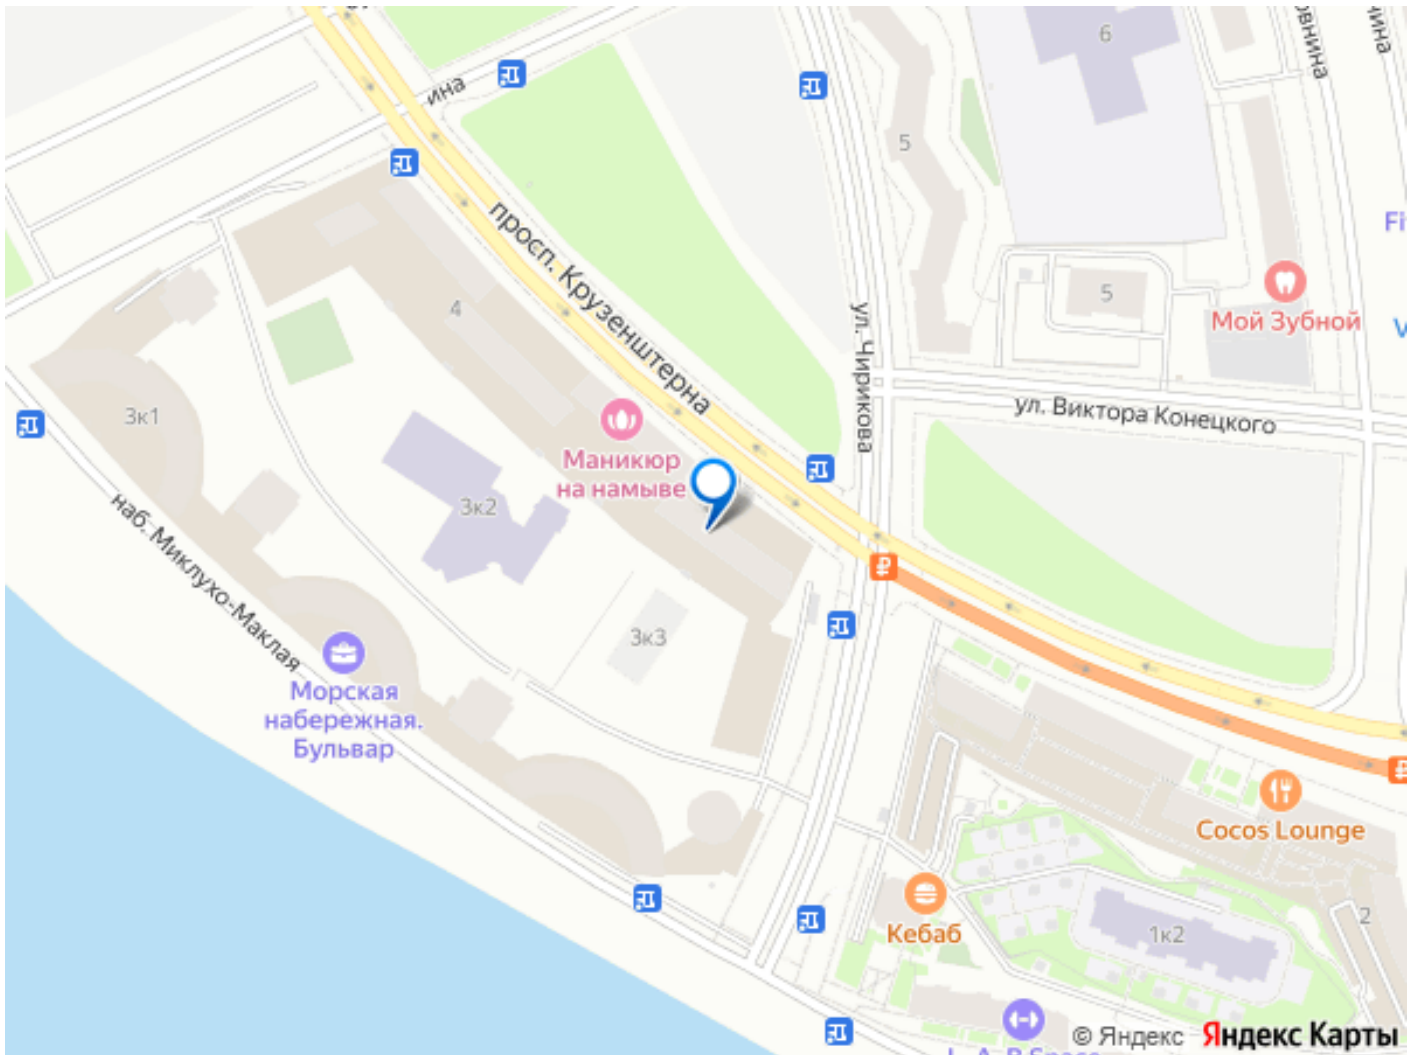 6
ина
5
просп. Крузенштерна
5
Мой Зубной
4
ул. Чирикова
ул. Виктора Конецкого
3к1
Маникюр
на намыве
3к2
наб. Миклухо-Маклая
3к3
Морская
набережная.
Бульвар
Cocos Lounge
Кебаб
2
1к2
© Яндекс Яндекс Карты